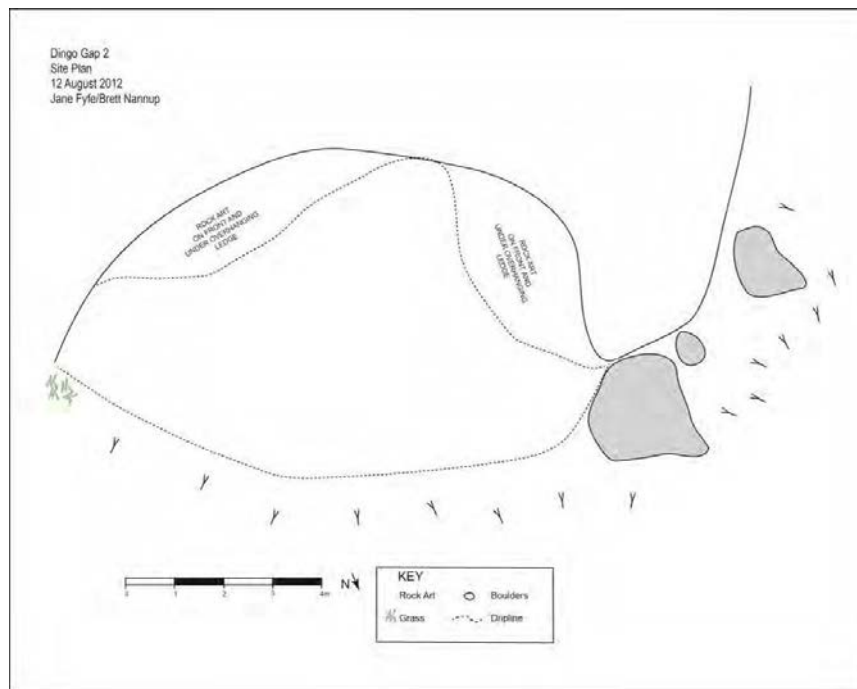 Dingo Gap 2
Site Plan
12 August 2012
Jane Fyfe/Brett Nannup
ROCK ART
ON FRONT AND
UNDER OVERHANGING
LEDGE
ROCK ART
ON FRONT AND
UNDER OVERHANGING
LEDGE
0 1 2 3 4m
N
KEY
Rock Art Boulders
Grass Dripline